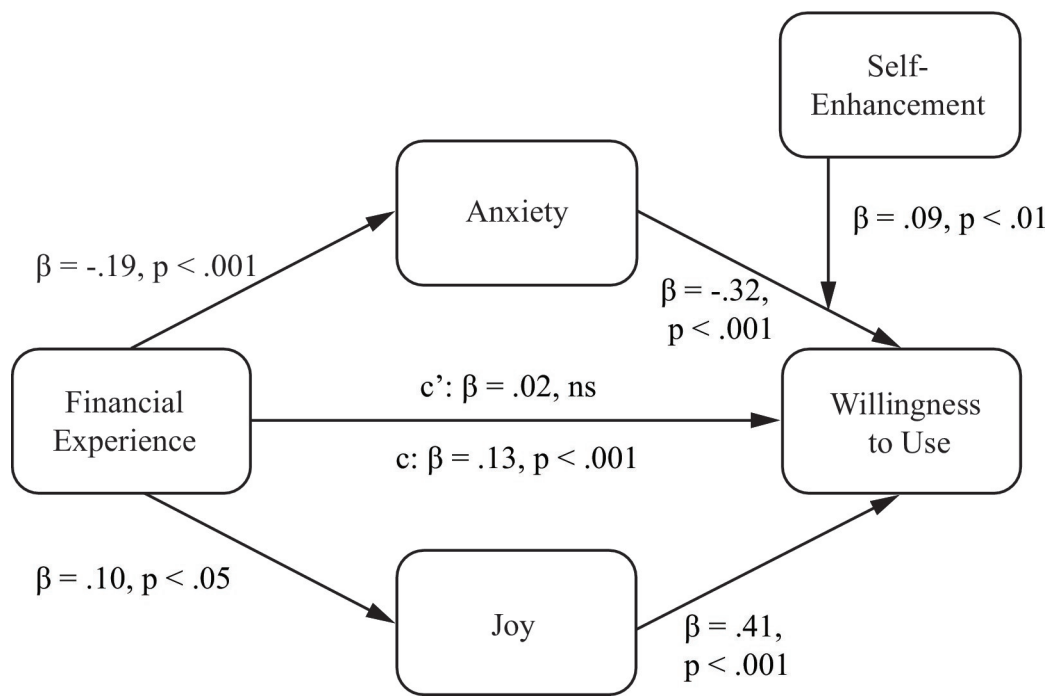 Self-
Enhancement
Anxiety
β = .09, p < .01
β = -.19, p < .001
β = -.32,
p < .001
Financial
Experience
c’: β = .02, ns
c: β = .13, p < .001
Willingness
to Use
β = .10, p < .05
Joy
β = .41,
p < .001